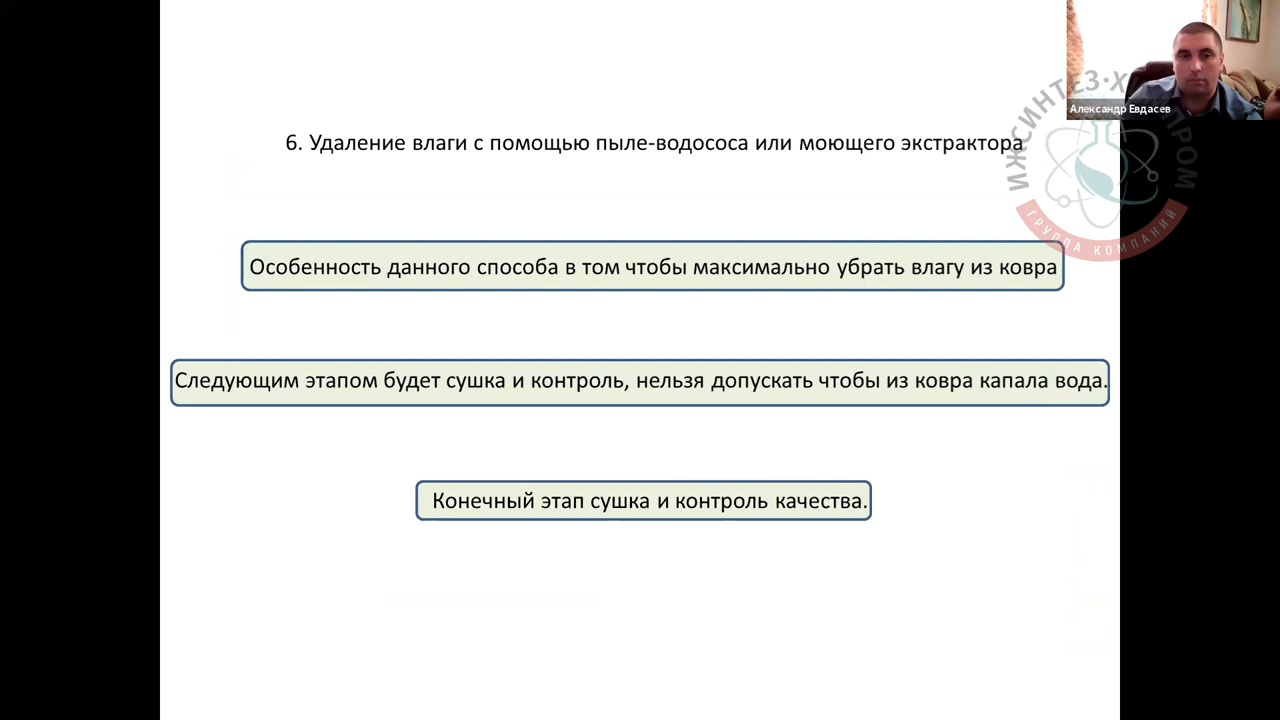 Александр Евдасев
6. Удаление влаги с помощью пыле-водососа или моющего экстрактора
Особенность данного способа в том чтобы максимально убрать влагу из ковра
Следующим этапом будет сушка и контроль, нельзя допускать чтобы из ковра капала вода.
Конечный этап сушка и контроль качества.
ГРУППА КОМПАНИЙ